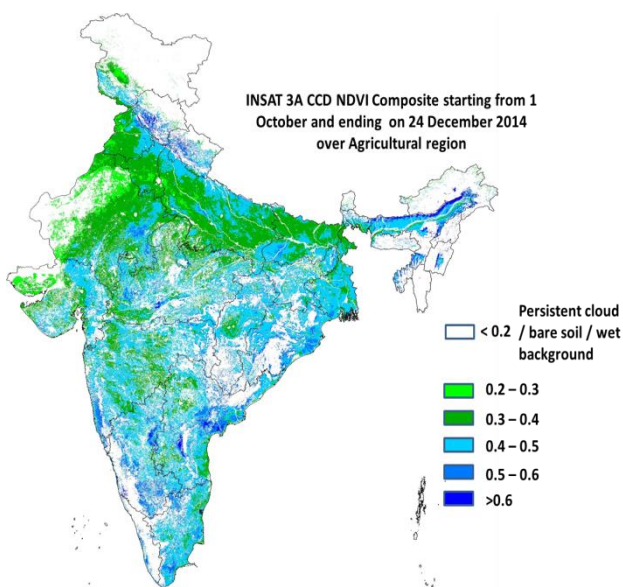 INSAT 3A CCD NDVI Composite starting from 1
October and ending on 24 December 2014
over Agricultural region
< 0.2 Persistent cloud
/ bare soil / wet
background
0.2 – 0.3
0.3 – 0.4
0.4 – 0.5
0.5 – 0.6
>0.6